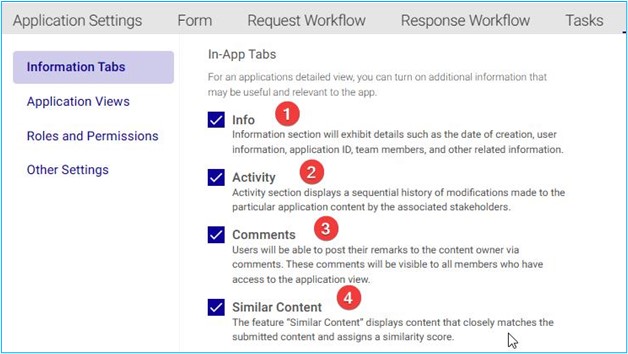 Application Settings Form Request Workflow Response Workflow Tasks
Information Tabs
Application Views
Roles and Permissions
Other Settings
In-App Tabs
For an applications detailed view, you can turn on additional information that
may be useful and relevant to the app.
Info 1
Information section will exhibit details such as the date of creation, user
information, application ID, team members, and other related information.
Activity 2
Activity section displays a sequential history of modifications made to the
particular application content by the associated stakeholders.
Comments 3
Users will be able to post their remarks to the content owner via
comments. These comments will be visible to all members who have
access to the application view.
Similar Content 4
The feature “Similar Content” displays content that closely matches the
submitted content and assigns a similarity score.